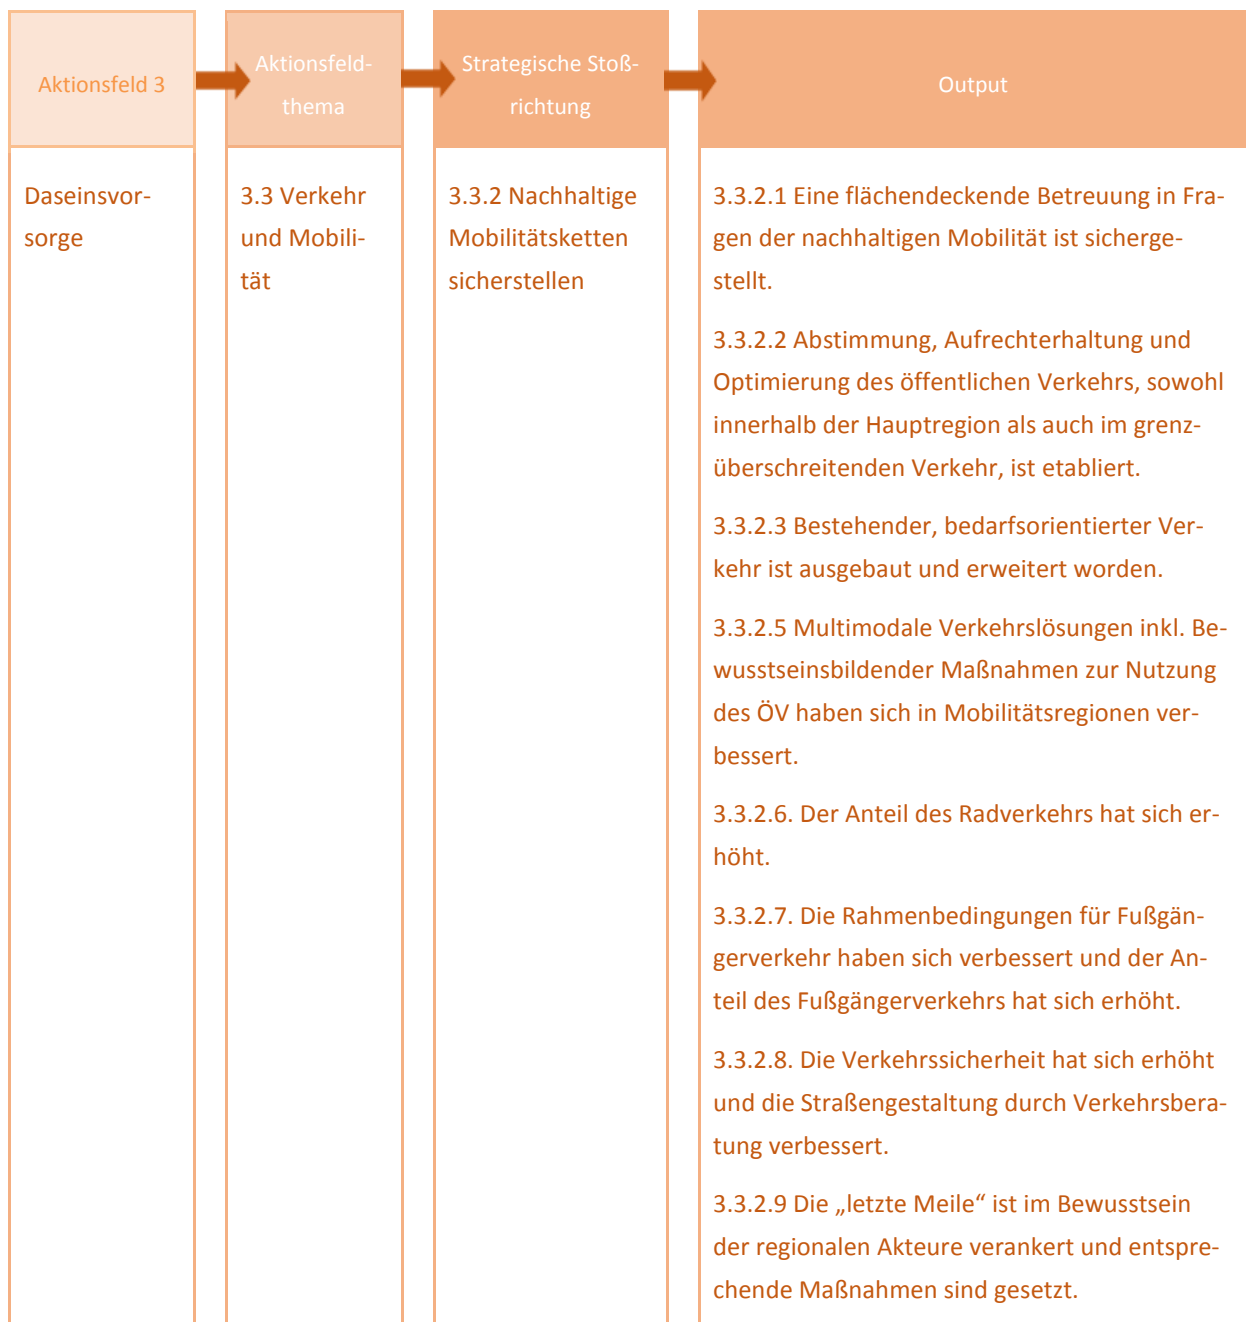 Aktionsfeld 3
Aktionsfeld-
thema
Strategische Stoß-
richtung
Output
Daseinsvor-
sorge
3.3 Verkehr
und Mobili-
tät
3.3.2 Nachhaltige
Mobilitätsketten
sicherstellen
3.3.2.1 Eine flächendeckende Betreuung in Fra-
gen der nachhaltigen Mobilität ist sicherge-
stellt.
3.3.2.2 Abstimmung, Aufrechterhaltung und
Optimierung des öffentlichen Verkehrs, sowohl
innerhalb der Hauptregion als auch im grenz-
überschreitenden Verkehr, ist etabliert.
3.3.2.3 Bestehender, bedarfsorientierter Ver-
kehr ist ausgebaut und erweitert worden.
3.3.2.5 Multimodale Verkehrslösungen inkl. Be-
wusstseinsbildender Maßnahmen zur Nutzung
des ÖV haben sich in Mobilitätsregionen ver-
bessert.
3.3.2.6. Der Anteil des Radverkehrs hat sich er-
höht.
3.3.2.7. Die Rahmenbedingungen für Fußgän-
gerverkehr haben sich verbessert und der An-
teil des Fußgängerverkehrs hat sich erhöht.
3.3.2.8. Die Verkehrssicherheit hat sich erhöht
und die Straßengestaltung durch Verkehrsbera-
tung verbessert.
3.3.2.9 Die „letzte Meile“ ist im Bewusstsein
der regionalen Akteure verankert und entspre-
chende Maßnahmen sind gesetzt.